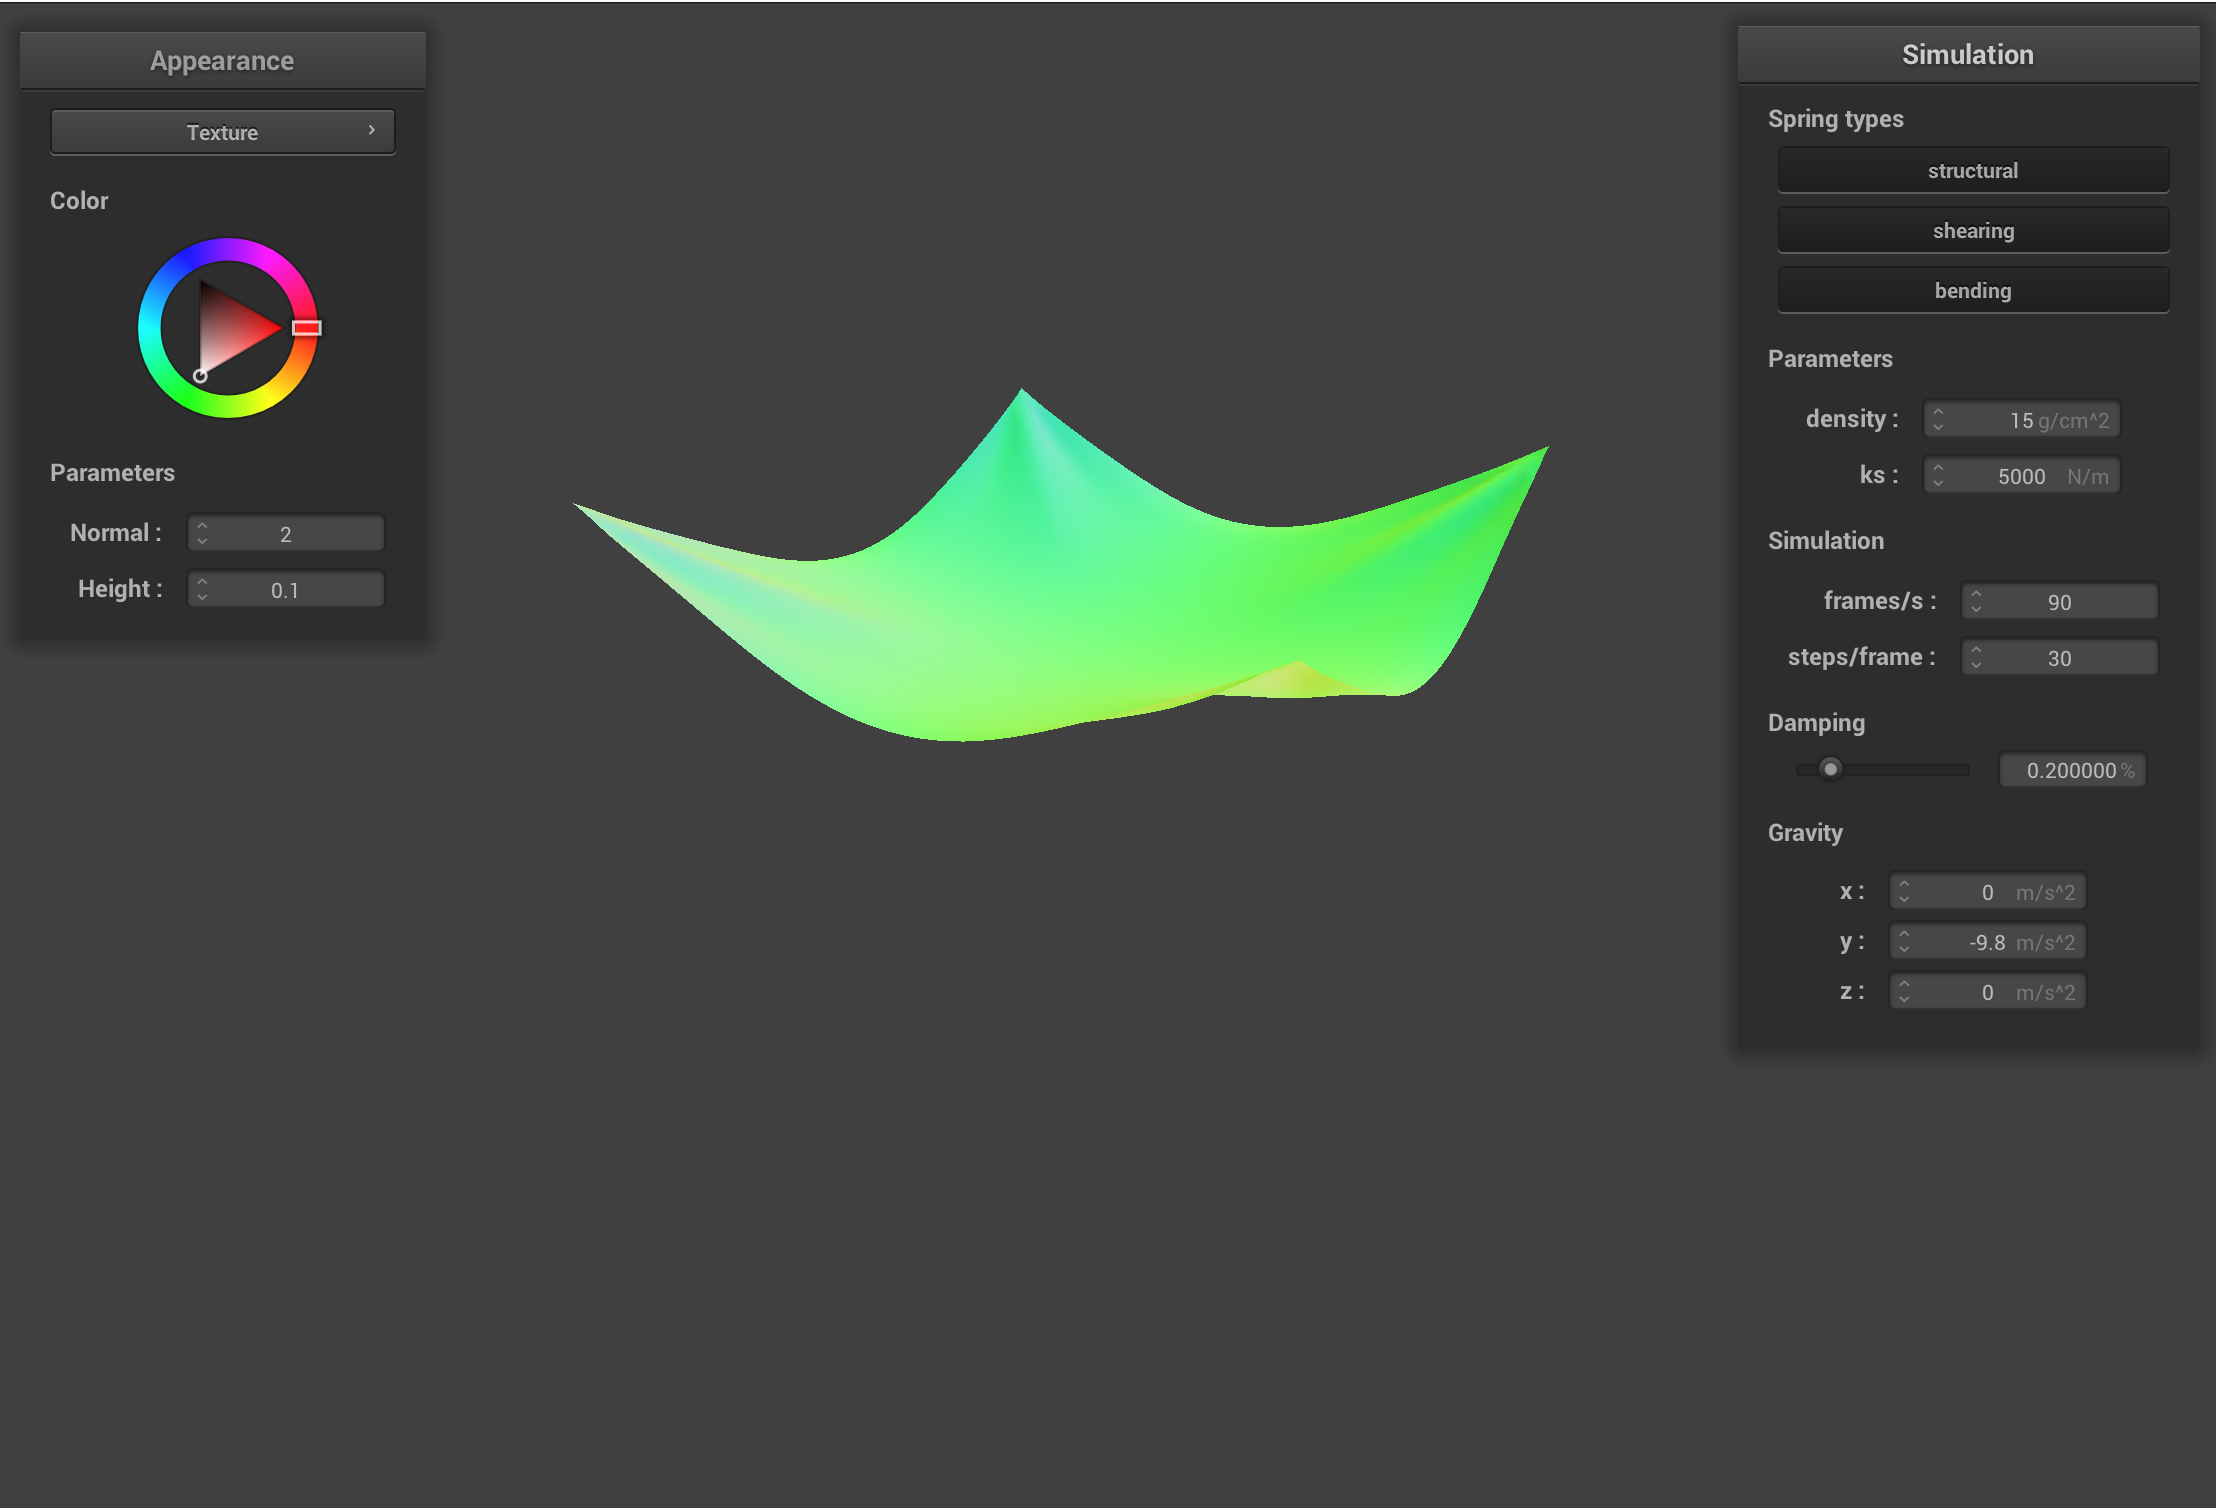 Appearance
Texture
Color
Parameters
Normal : 2
Height : 0.1
Simulation
Spring types
structural
shearing
bending
Parameters
density : 15 g/cm^2
ks : 5000 N/m
Simulation
frames/s : 90
steps/frame : 30
Damping
0.200000 %
Gravity
x : 0 m/s^2
y : -9.8 m/s^2
z : 0 m/s^2